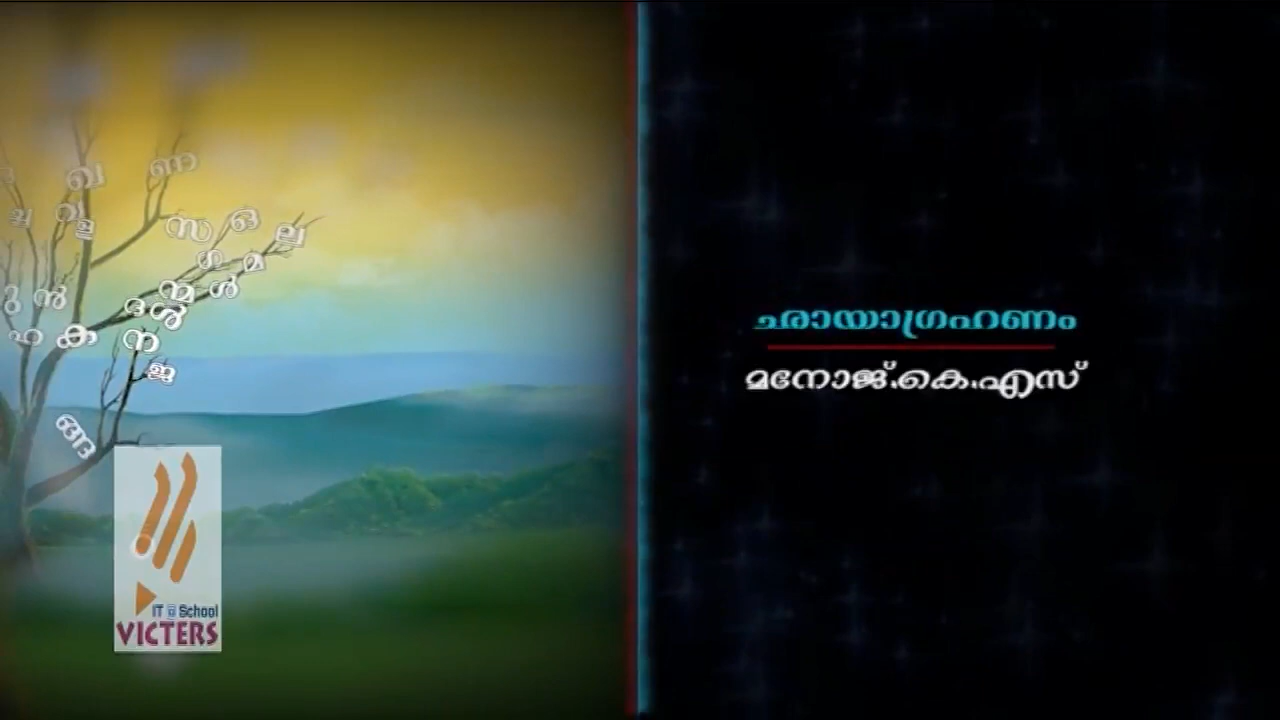 ഛായാഗ്രഹണം
മനോജ്.കെ.എസ്
ഖ
ണ
സ
ഒ
ല
ഗ
മ
ൻ
ഹ
ക
ന
ജ
ങ്ങ
IT @ School
VICTERS